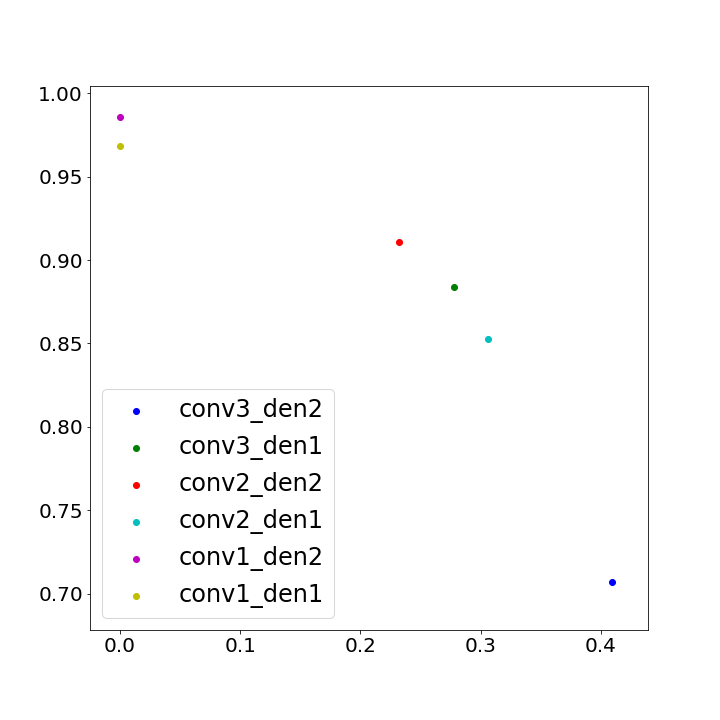 1.00
0.95
0.90
0.85
0.80
0.75
0.70
conv3_den2
conv3_den1
conv2_den2
conv2_den1
conv1_den2
conv1_den1
0.0 0.1 0.2 0.3 0.4